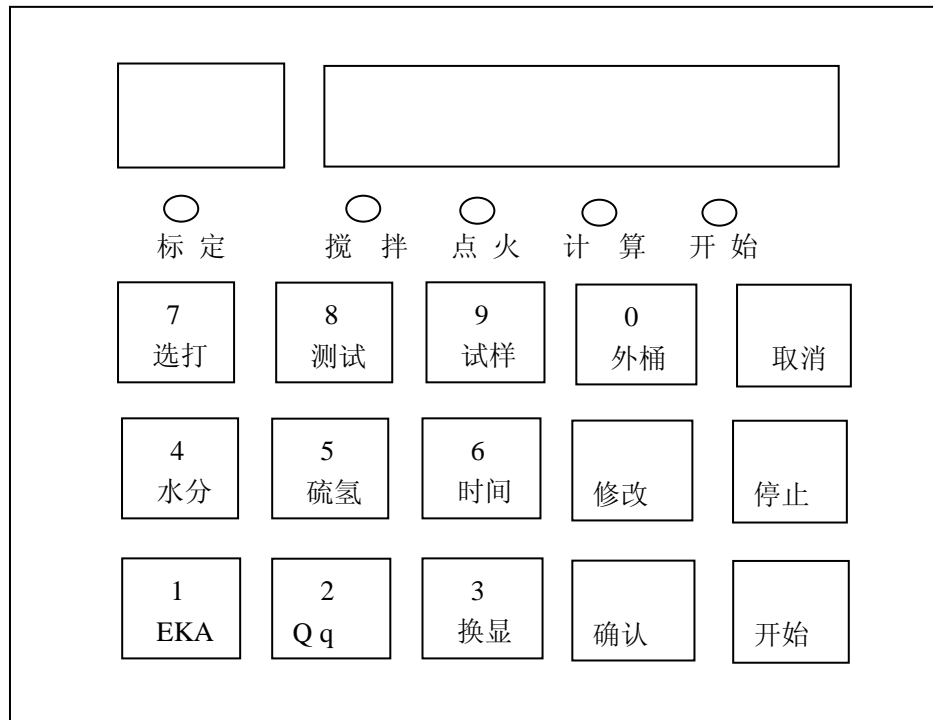 标 定 搅 拌 点 火 计 算 开 始
7 8 9 0
选打 测试 试样 外桶 取消
4 5 6
水分 硫氢 时间 修改 停止
1 2 3
EKA Q q 换显 确认 开始